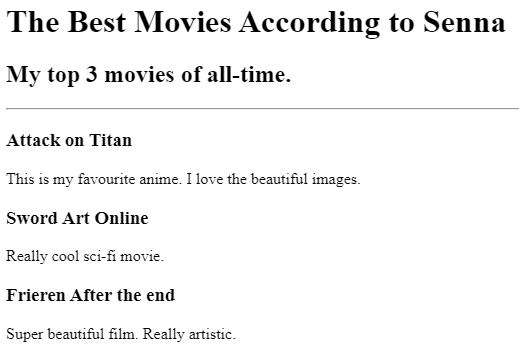 The Best Movies According to Senna
My top 3 movies of all-time.
Attack on Titan
This is my favourite anime. I love the beautiful images.
Sword Art Online
Really cool sci-fi movie.
Frieren After the end
Super beautiful film. Really artistic.